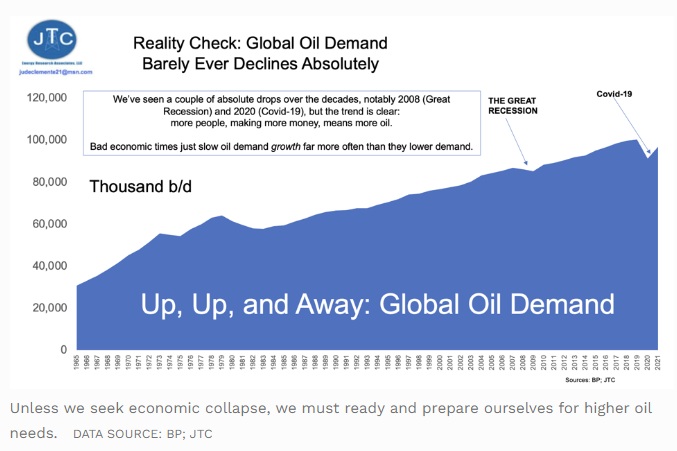 JTC
Energy Research Associates, LLC
judeclemente21@msn.com
Reality Check: Global Oil Demand
Barely Ever Declines Absolutely
We've seen a couple of absolute drops over the decades, notably 2008 (Great
Recession) and 2020 (Covid-19), but the trend is clear:
more people, making more money, means more oil.
Bad economic times just slow oil demand growth far more often than they lower demand.
THE GREAT
RECESSION
Covid-19
Thousand b/d
120,000
100,000
80,000
60,000
40,000
20,000
0
Up, Up, and Away: Global Oil Demand
1965 1966 1967 1968 1969 1970 1971 1972 1973 1974 1975 1976 1977 1978 1979 1980 1981 1982 1983 1984 1985 1986 1987 1988 1989 1990 1991 1992 1993 1994 1995 1996 1997 1998 1999 2000 2001 2002 2003 2004 2005 2006 2007 2008 2009 2010 2011 2012 2013 2014 2015 2016 2017 2018 2019 2020 2021
Sources: BP; JTC
Unless we seek economic collapse, we must ready and prepare ourselves for higher oil
needs. DATA SOURCE: BP; JTC